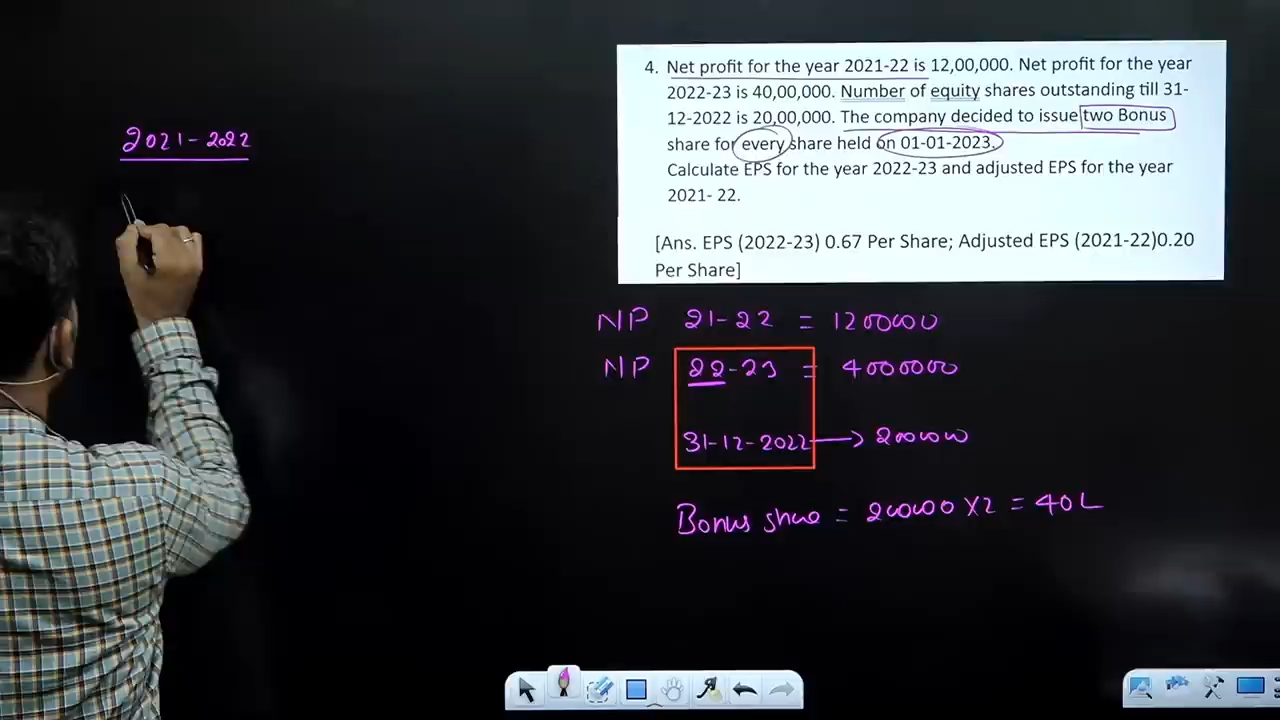 2021-2022
4. Net profit for the year 2021-22 is 12,00,000. Net profit for the year
2022-23 is 40,00,000. Number of equity shares outstanding till 31-
12-2022 is 20,00,000. The company decided to issue two Bonus
share for every share held on 01-01-2023.
Calculate EPS for the year 2022-23 and adjusted EPS for the year
2021- 22.
[Ans. EPS (2022-23) 0.67 Per Share; Adjusted EPS (2021-22)0.20
Per Share]
NP 21-22 = 1200000
NP 22-23 = 4000000
31-12-2022 → 2000000
Bonus share = 2000000 X2 = 40L